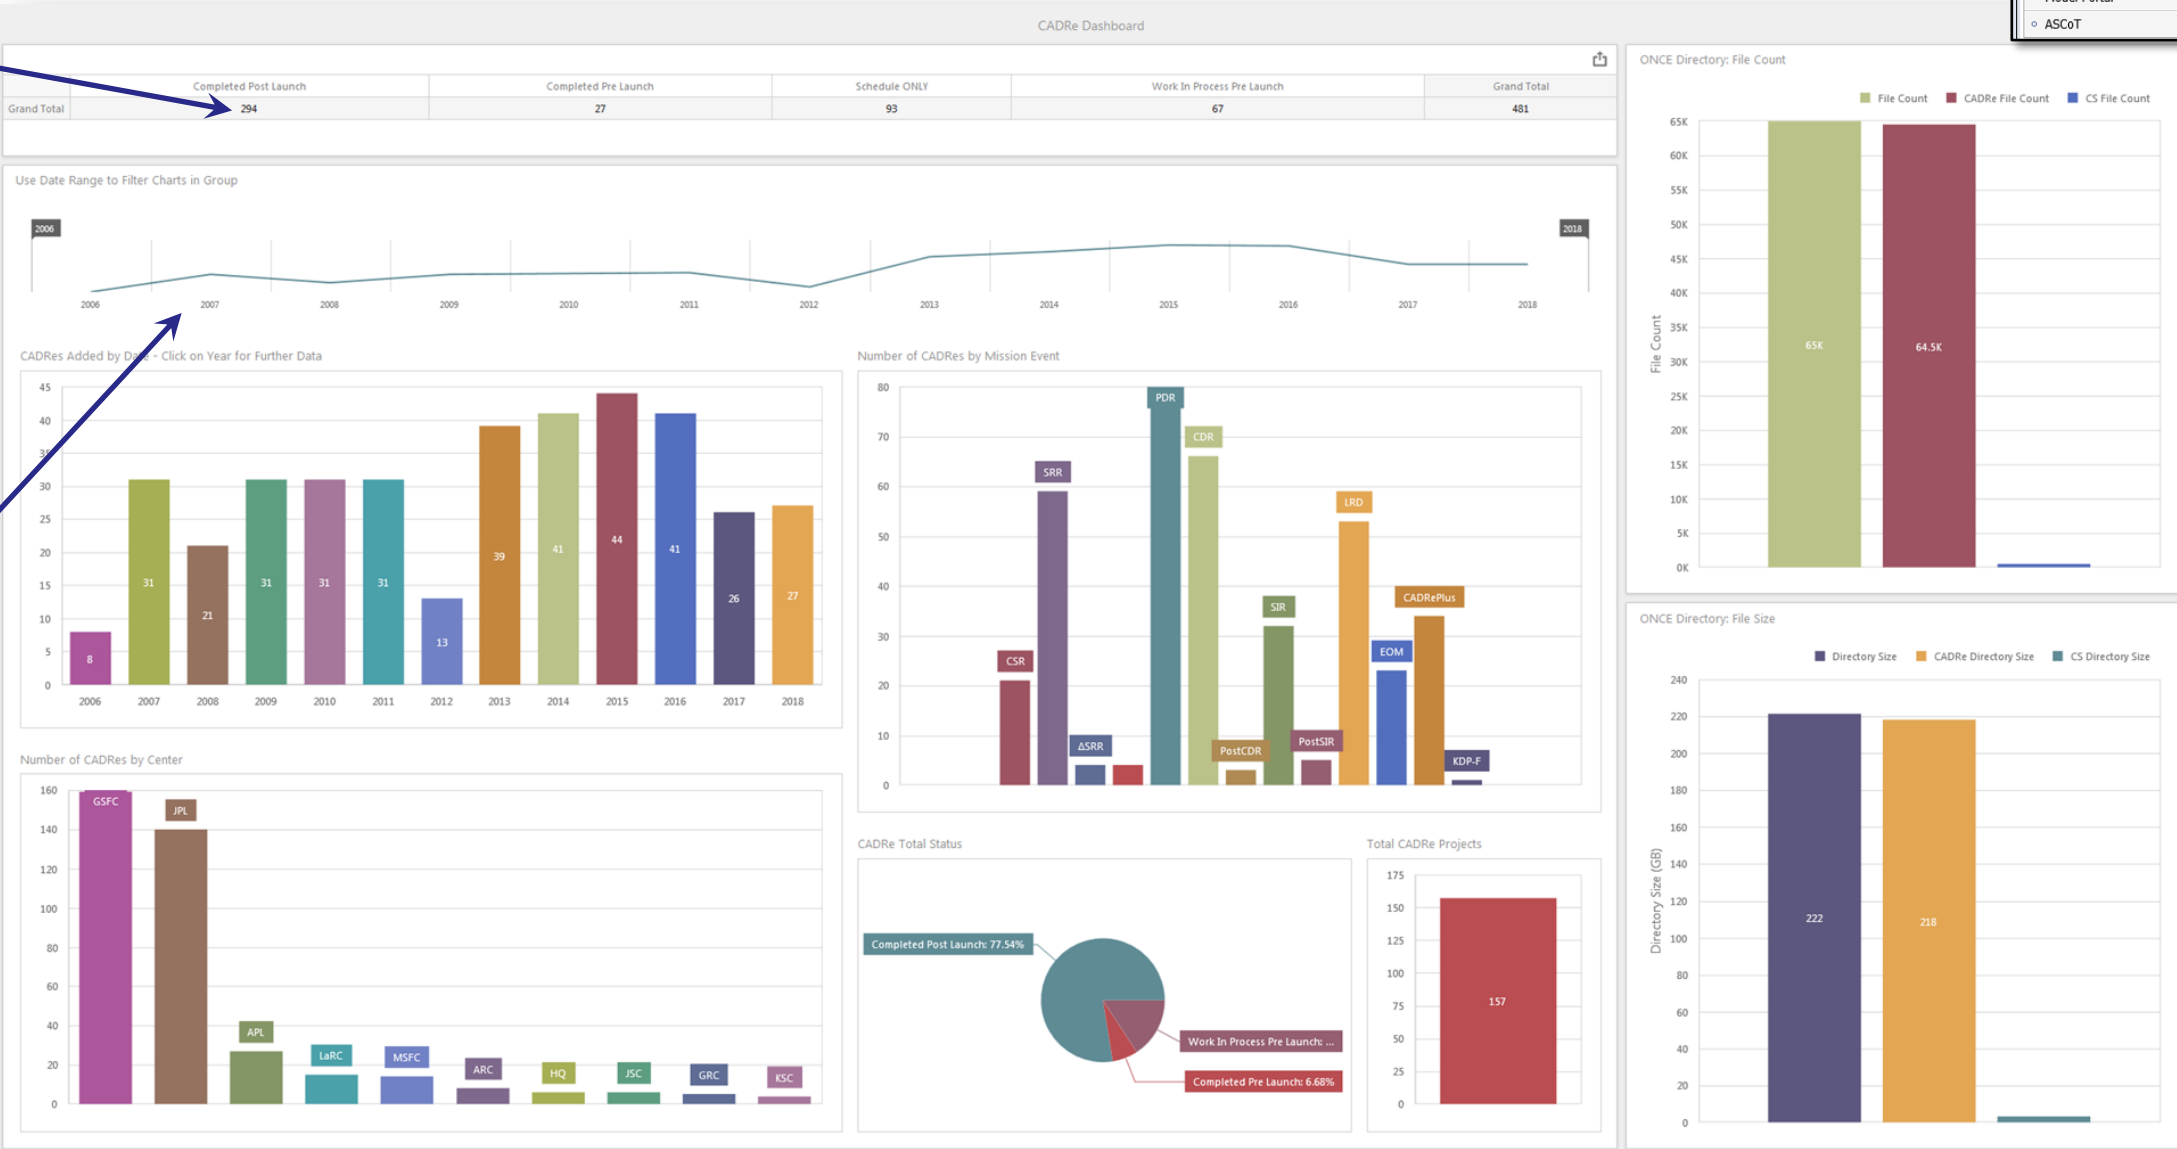 CADRe Dashboard
ASCoT
Completed Post Launch Completed Pre Launch Schedule ONLY Work In Process Pre Launch Grand Total
Grand Total 294 27 93 67 481
Use Date Range to Filter Charts in Group
2006 2018
2006 2007 2008 2009 2010 2011 2012 2013 2014 2015 2016 2017 2018
CADRes Added by Date - Click on Year for Further Data
45
40
35
30
25
20
15
10
5
0
8 31 21 31 31 31 13 39 41 44 41 26 27
2006 2007 2008 2009 2010 2011 2012 2013 2014 2015 2016 2017 2018
Number of CADRes by Mission Event
80
70
60
50
40
30
20
10
0
CSR SRR ΔSRR PDR CDR PostCDR SIR PostSIR LRD EOM CADRePlus KDP-F
Number of CADRes by Center
160
140
120
100
80
60
40
20
0
GSFC JPL APL LaRC MSFC ARC HQ JSC GRC KSC
CADRe Total Status
Completed Post Launch: 77.54%
Work In Process Pre Launch: ...
Completed Pre Launch: 6.68%
Total CADRe Projects
175
150
125
100
75
50
25
0
157
ONCE Directory: File Count
File Count CADRe File Count CS File Count
65K
60K
55K
50K
45K
40K
35K
30K
25K
20K
15K
10K
5K
0K
File Count
65K 64.5K
ONCE Directory: File Size
Directory Size CADRe Directory Size CS Directory Size
240
220
200
180
160
140
120
100
80
60
40
20
0
Directory Size (GB)
222 218